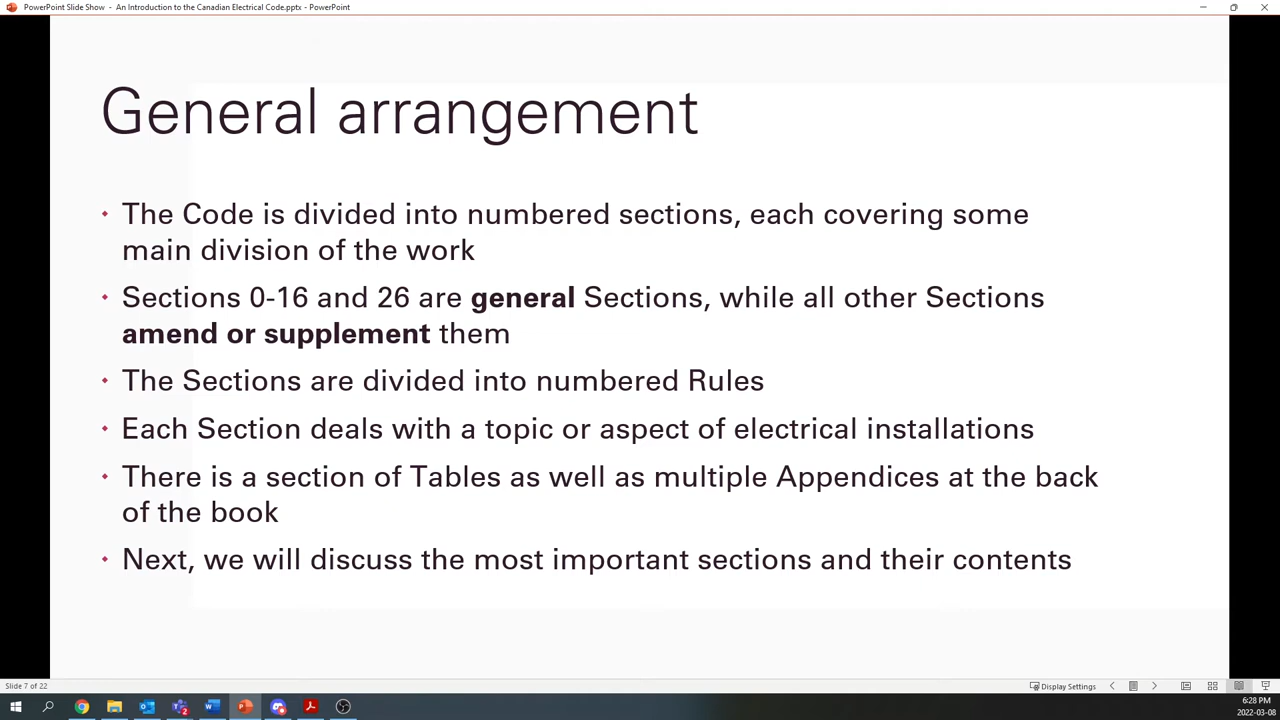 PowerPoint Slide Show - An Introduction to the Canadian Electrical Code.pptx - PowerPoint
General arrangement
• The Code is divided into numbered sections, each covering some
main division of the work
• Sections 0-16 and 26 are general Sections, while all other Sections
amend or supplement them
• The Sections are divided into numbered Rules
• Each Section deals with a topic or aspect of electrical installations
• There is a section of Tables as well as multiple Appendices at the back
of the book
• Next, we will discuss the most important sections and their contents
Slide 7 of 22
Display Settings
6:28 PM
2022-03-08